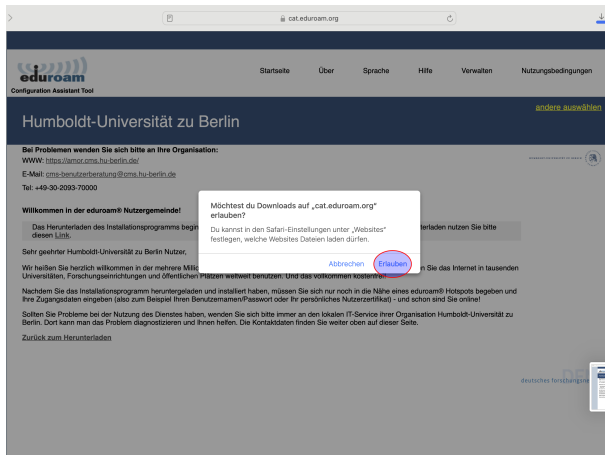 cat.eduroam.org
eduroam
Configuration Assistant Tool
Startseite Über Sprache Hilfe Verwalten Nutzungsbedingungen
andere auswählen
Humboldt-Universität zu Berlin
Bei Problemen wenden Sie sich bitte an Ihre Organisation:
WWW: https://amor.cms.hu-berlin.de/
E-Mail: cms-benutzerberatung@cms.hu-berlin.de
Tel: +49-30-2093-70000
Willkommen in der eduroam® Nutzergemeinde!
Möchtest du Downloads auf „cat.eduroam.org“
erlauben?
Du kannst in den Safari-Einstellungen unter „Websites“
festlegen, welche Websites Dateien laden dürfen.
Abbrechen Erlauben
Das Herunterladen des Installationsprogramms begin terladen nutzen Sie bitte
diesen Link.
Sehr geehrter Humboldt-Universität zu Berlin Nutzer,
Wir heißen Sie herzlich willkommen in der mehrere Millic n Sie das Internet in tausenden
Universitäten, Forschungseinrichtungen und öffentlichen Plätzen weltweit benutzen. Und das vollkommen kostenfrei!
Nachdem Sie das Installationsprogramm heruntergeladen und installiert haben, müssen Sie sich nur noch in die Nähe eines eduroam® Hotspots begeben und
Ihre Zugangsdaten eingeben (also zum Beispiel Ihren Benutzernamen/Passwort oder Ihr persönliches Nutzerzertifikat) - und schon sind Sie online!
Sollten Sie Probleme bei der Nutzung des Dienstes haben, wenden Sie sich bitte immer an den lokalen IT-Service ihrer Organisation Humboldt-Universität zu
Berlin. Dort kann man das Problem diagnostizieren und Ihnen helfen. Die Kontaktdaten finden Sie weiter oben auf dieser Seite.
Zurück zum Herunterladen
deutsches forschungsne